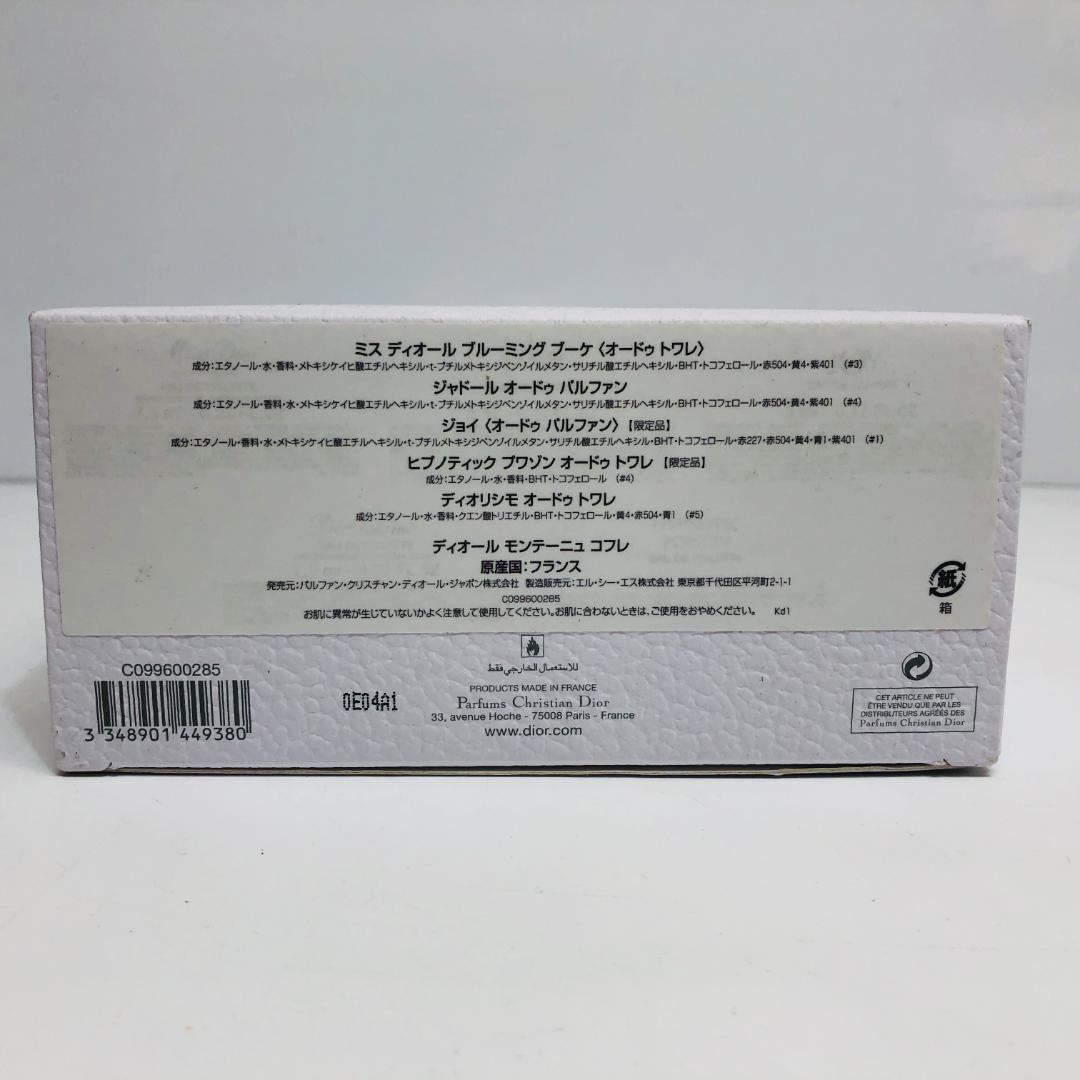 ミス ディオール ブルーミング ブーケ〈オードゥ トワレ〉
成分:エタノール・水・香料・メトキシケイヒ酸エチルヘキシル・t-ブチルメトキシジベンゾイルメタン・サリチル酸エチルヘキシル・BHT・トコフェロール・赤504・黄4・紫401 (#3)
ジャドール オードゥ パルファン
成分:エタノール・香料・水・メトキシケイヒ酸エチルヘキシル・t-ブチルメトキシジベンゾイルメタン・サリチル酸エチルヘキシル・BHT・トコフェロール・赤504・黄4・紫401 (#4)
ジョイ〈オードゥ パルファン〉【限定品】
成分:エタノール・香料・水・メトキシケイヒ酸エチルヘキシル・t-ブチルメトキシジベンゾイルメタン・サリチル酸エチルヘキシル・BHT・トコフェロール・赤227・赤504・黄4・青1・紫401 (#1)
ヒプノティック プワゾン オードゥ トワレ【限定品】
成分:エタノール・水・香料・BHT・トコフェロール (#4)
ディオリシモ オードゥ トワレ
成分:エタノール・水・香料・クエン酸トリエチル・BHT・トコフェロール・黄4・赤504・青1 (#5)
ディオール モンテーニュ コフレ
原産国:フランス
発売元:パルファン・クリスチャン・ディオール・ジャポン株式会社 製造販売元:エル・シー・エス株式会社 東京都千代田区平河町2-1-1
C099600285
お肌に異常が生じていないかよく注意して使用してください。お肌に合わないときは、ご使用をおやめください。 Kd1
紙
箱
C099600285
3 348901 449380
0E04A1
للاستعمال الخارجي فقط
PRODUCTS MADE IN FRANCE
Parfums Christian Dior
33, avenue Hoche - 75008 Paris - France
www.dior.com
CET ARTICLE NE PEUT
ÊTRE VENDU QUE PAR LES
DISTRIBUTEURS AGRÉÉS DES
Parfums Christian Dior